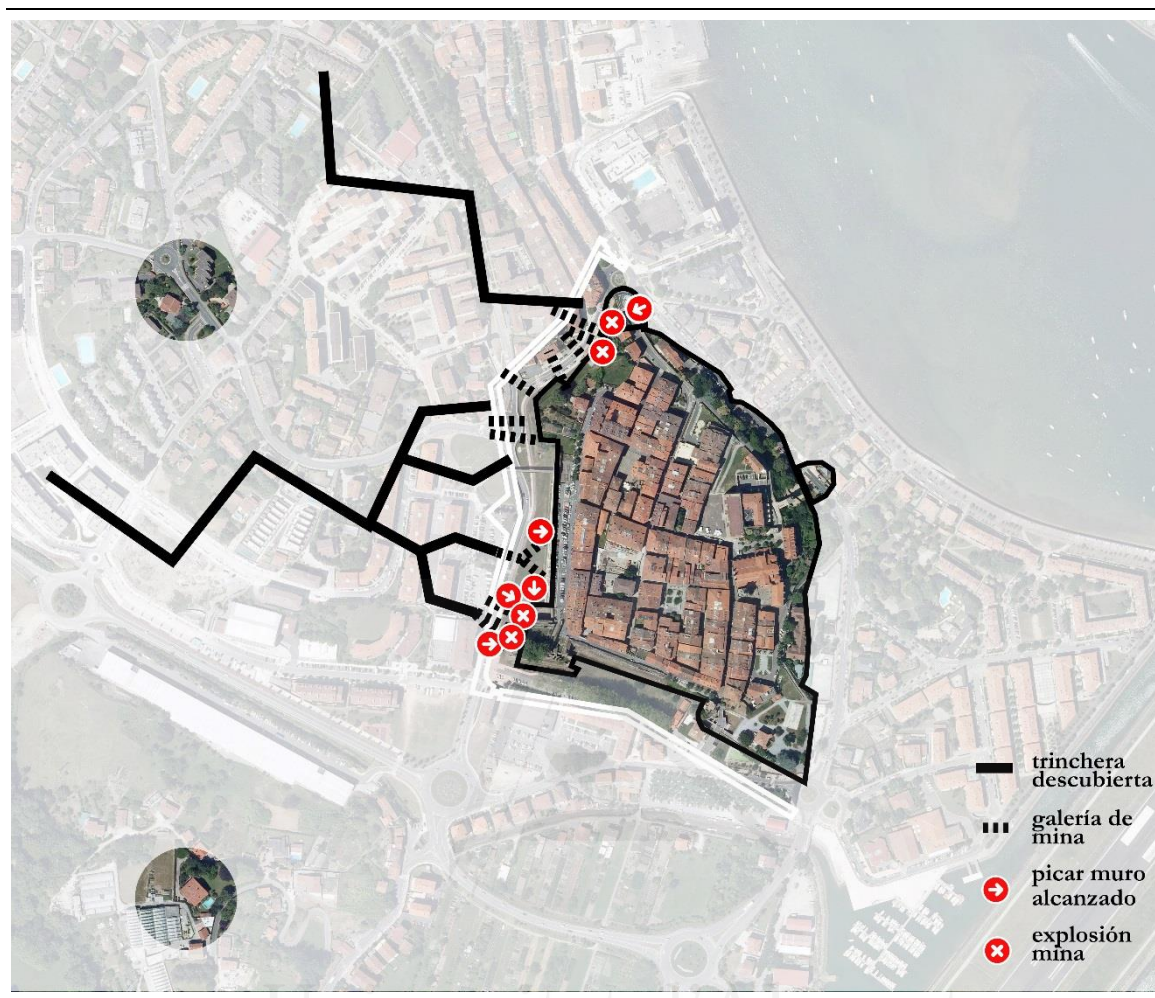 trinchera
descubierta
galería de
mina
picar muro
alcanzado
explosión
mina